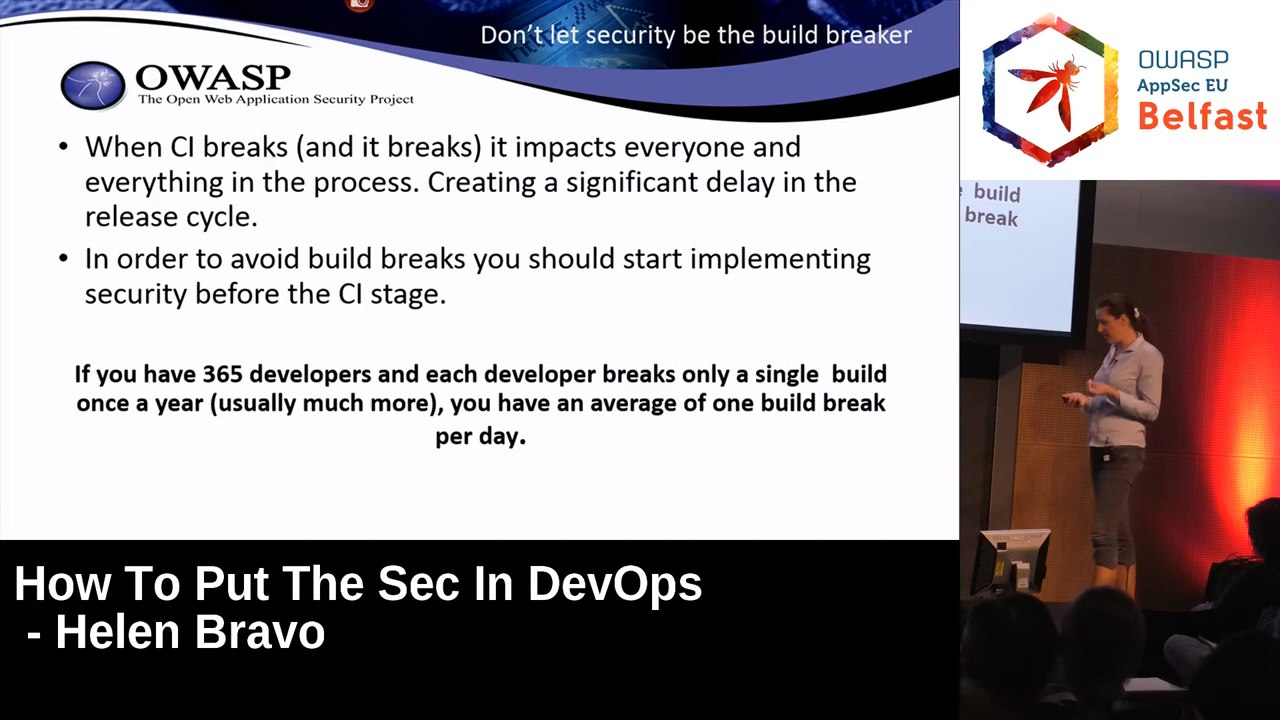 Don't let security be the build breaker
OWASP
The Open Web Application Security Project
• When CI breaks (and it breaks) it impacts everyone and
everything in the process. Creating a significant delay in the
release cycle.
• In order to avoid build breaks you should start implementing
security before the CI stage.
If you have 365 developers and each developer breaks only a single build
once a year (usually much more), you have an average of one build break
per day.
OWASP
AppSec EU
Belfast
build
break
How To Put The Sec In DevOps
- Helen Bravo